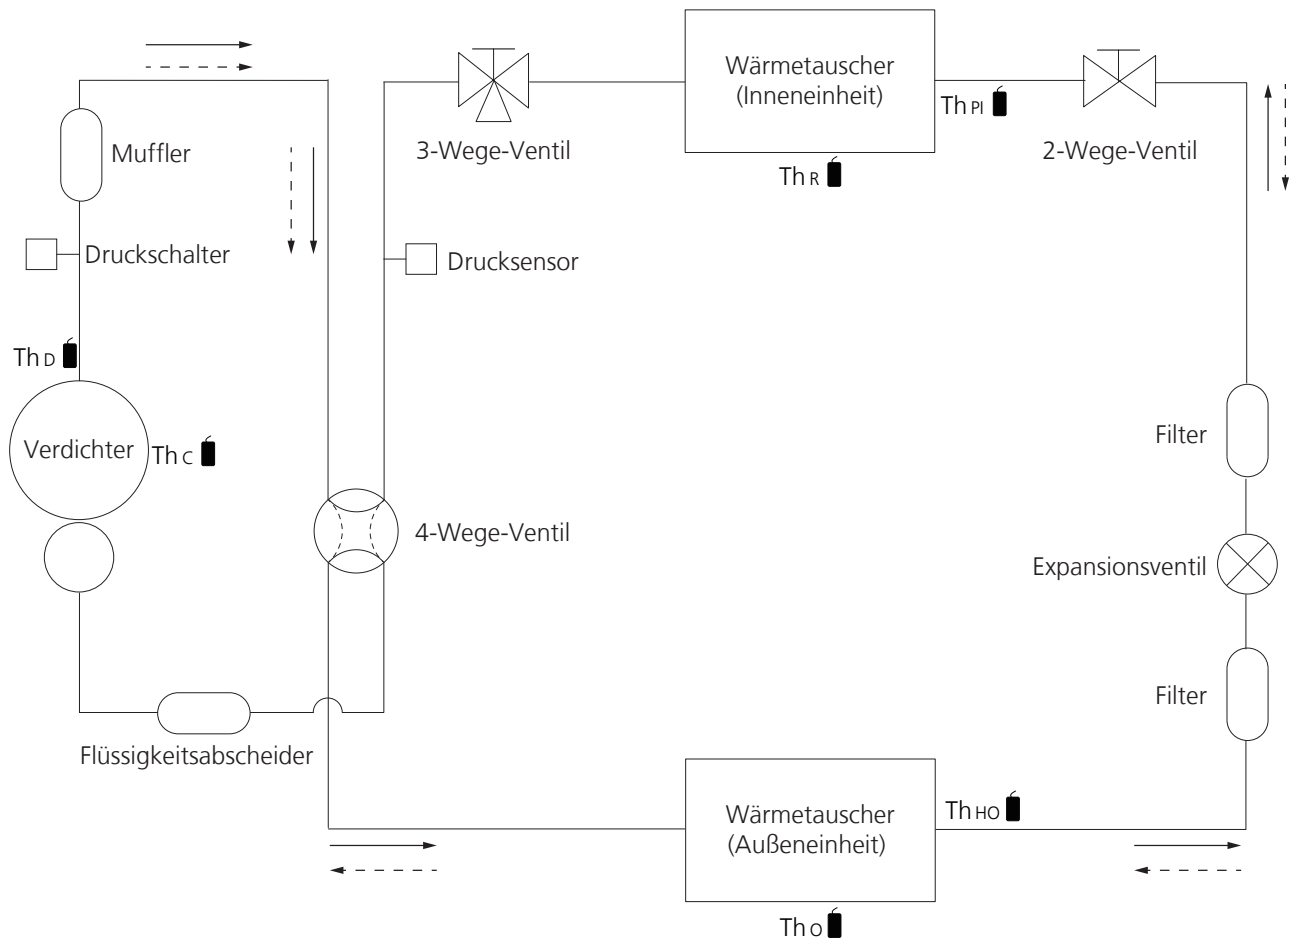 Wärmetauscher
(Inneneinheit)
Th PI
Muffler
3-Wege-Ventil
2-Wege-Ventil
Th R
Druckschalter
Drucksensor
Th D
Verdichter
Th C
Filter
4-Wege-Ventil
Expansionsventil
Filter
Flüssigkeitsabscheider
Wärmetauscher
(Außeneinheit)
Th HO
Th O